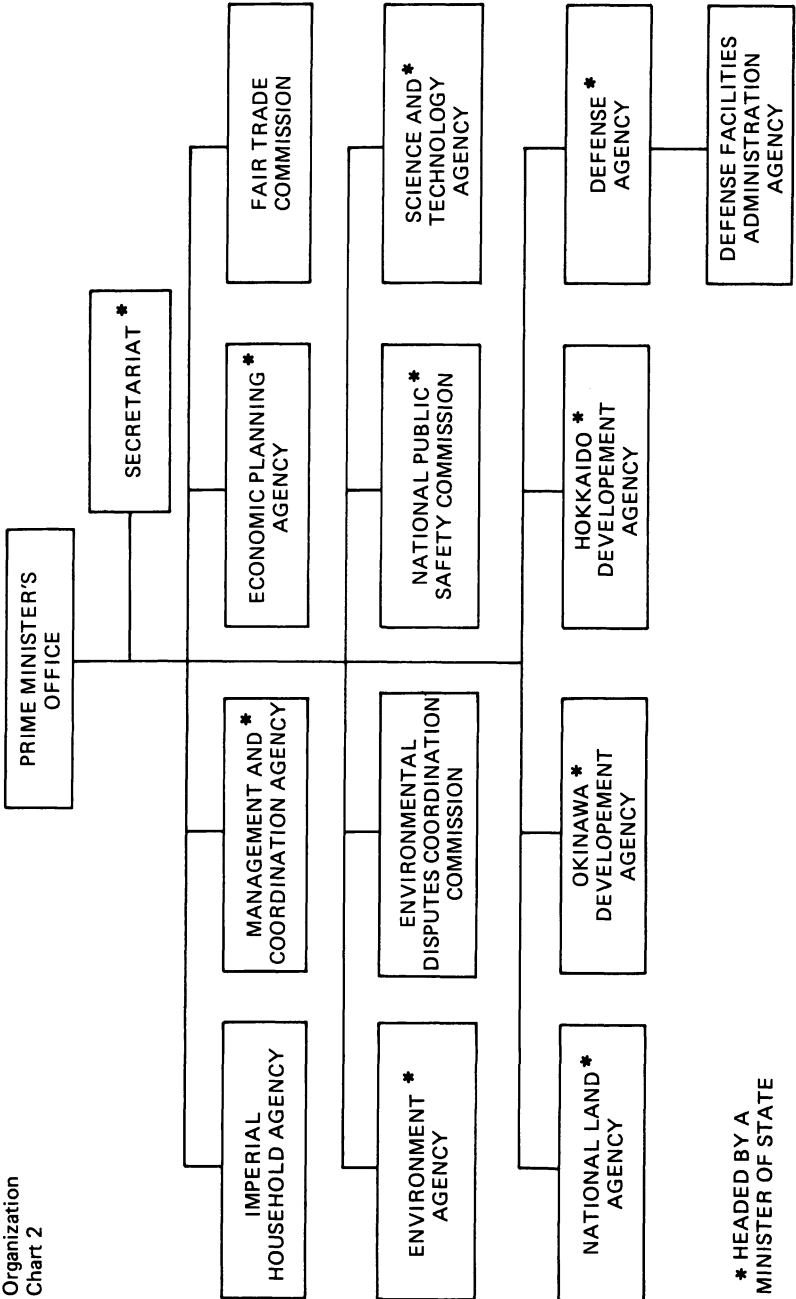 Organization
Chart 2
PRIME MINISTER'S
OFFICE
SECRETARIAT *
IMPERIAL
HOUSEHOLD AGENCY
MANAGEMENT AND *
COORDINATION AGENCY
ECONOMIC PLANNING *
AGENCY
FAIR TRADE
COMMISSION
ENVIRONMENT *
AGENCY
ENVIRONMENTAL
DISPUTES COORDINATION
COMMISSION
NATIONAL PUBLIC *
SAFETY COMMISSION
SCIENCE AND *
TECHNOLOGY
AGENCY
NATIONAL LAND *
AGENCY
OKINAWA *
DEVELOPEMENT
AGENCY
HOKKAIDO *
DEVELOPEMENT
AGENCY
DEFENSE *
AGENCY
DEFENSE FACILITIES
ADMINISTRATION
AGENCY
* HEADED BY A
MINISTER OF STATE